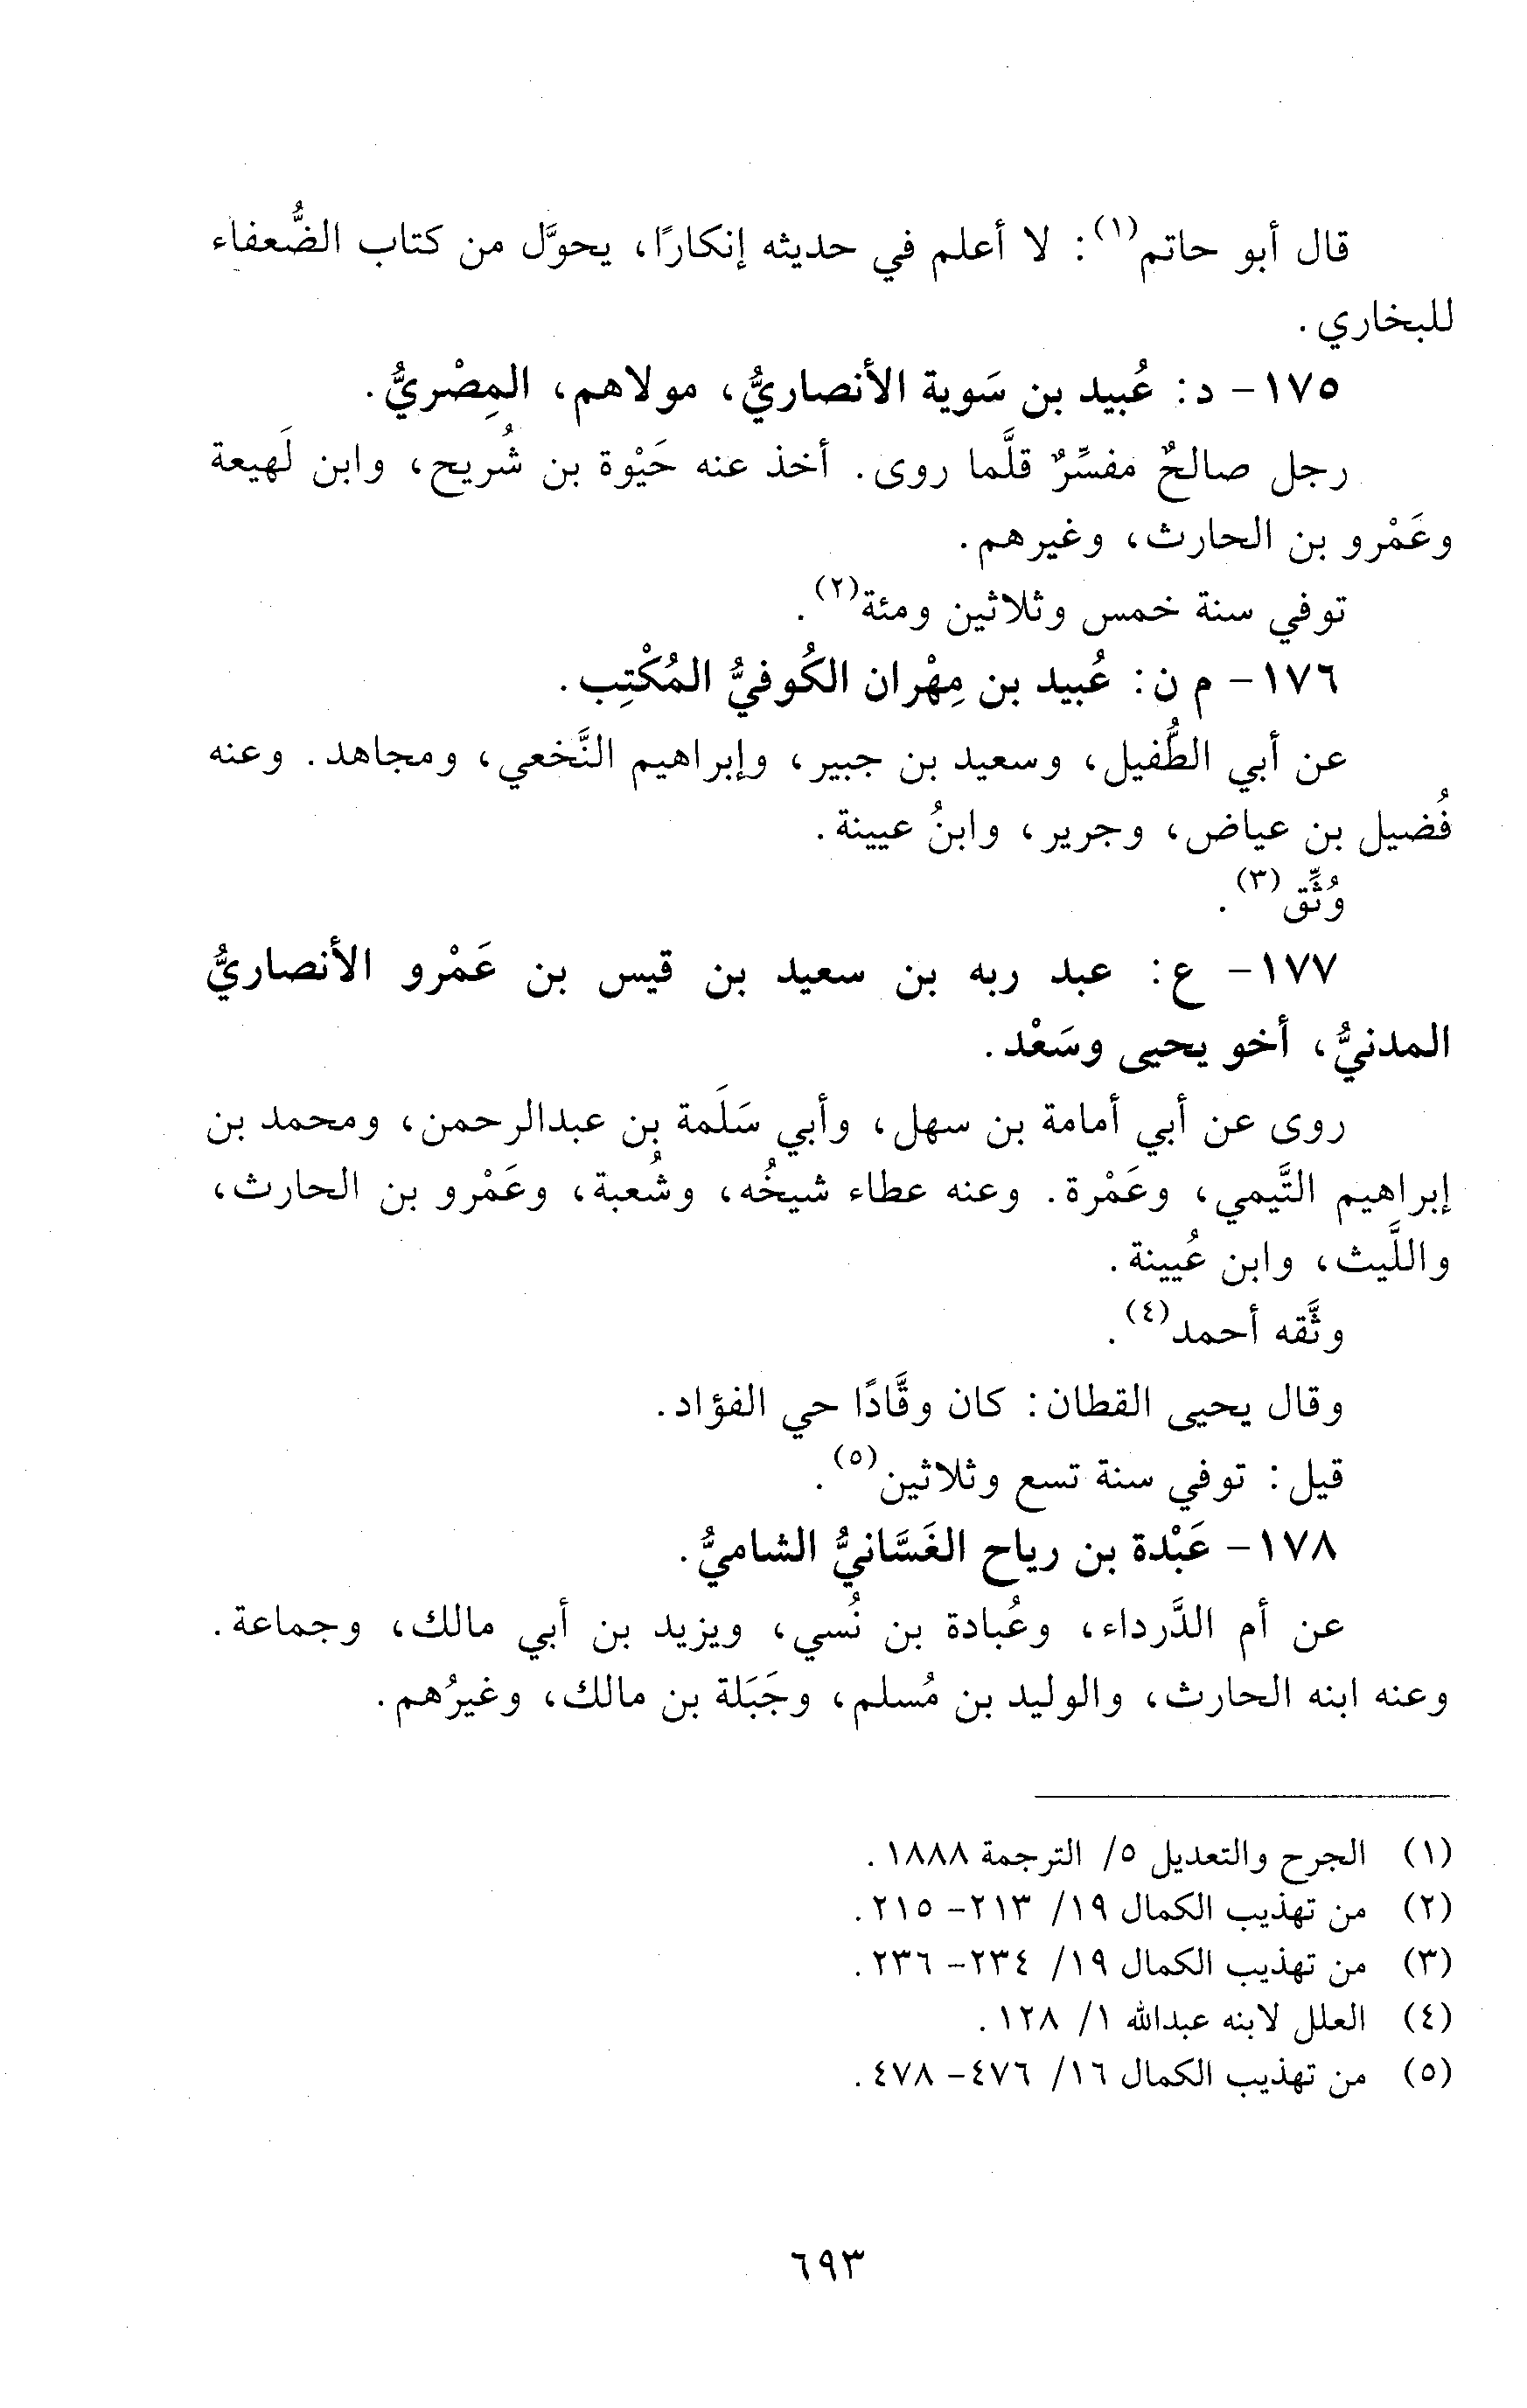 قال أبو حاتم(١): لا أعلم في حديثه إنكارًا، يحوَّل من كتاب الضُّعفاء
للبخاري.
١٧٥- د: عُبيد بن سَوية الأنصاريُّ، مولاهم، المِصْريُّ.
رجل صالحٌ مفسِّرٌ قلَّما روى. أخذ عنه حَيْوة بن شُريح، وابن لَهيعة
وعَمْرو بن الحارث، وغيرهم.
توفي سنة خمس وثلاثين ومئة(٢).
١٧٦- م ن: عُبيد بن مِهْران الكُوفيُّ المُكْتِب.
عن أبي الطُّفيل، وسعيد بن جبير، وإبراهيم النَّخعي، ومجاهد. وعنه
فُضيل بن عياض، وجرير، وابنُ عيينة.
وُثِّق(٣).
١٧٧- ع: عبد ربه بن سعيد بن قيس بن عَمْرو الأنصاريُّ
المدنيُّ، أخو يحيى وسَعْد.
روى عن أبي أمامة بن سهل، وأبي سَلَمة بن عبدالرحمن، ومحمد بن
إبراهيم التَّيمي، وعَمْرة. وعنه عطاء شيخُه، وشُعبة، وعَمْرو بن الحارث،
واللَّيث، وابن عُيينة.
وثَّقه أحمد(٤).
وقال يحيى القطان: كان وقَّادًا حي الفؤاد.
قيل: توفي سنة تسع وثلاثين(٥).
١٧٨- عَبْدة بن رياح الغَسَّانيُّ الشاميُّ.
عن أم الدَّرداء، وعُبادة بن نُسي، ويزيد بن أبي مالك، وجماعة.
وعنه ابنه الحارث، والوليد بن مُسلم، وجَبَلة بن مالك، وغيرُهم.
(١) الجرح والتعديل ٥/ الترجمة ١٨٨٨.
(٢) من تهذيب الكمال ١٩/ ٢١٣- ٢١٥.
(٣) من تهذيب الكمال ١٩/ ٢٣٤- ٢٣٦.
(٤) العلل لابنه عبدالله ١/ ١٢٨.
(٥) من تهذيب الكمال ١٦/ ٤٧٦- ٤٧٨.
٦٩٣